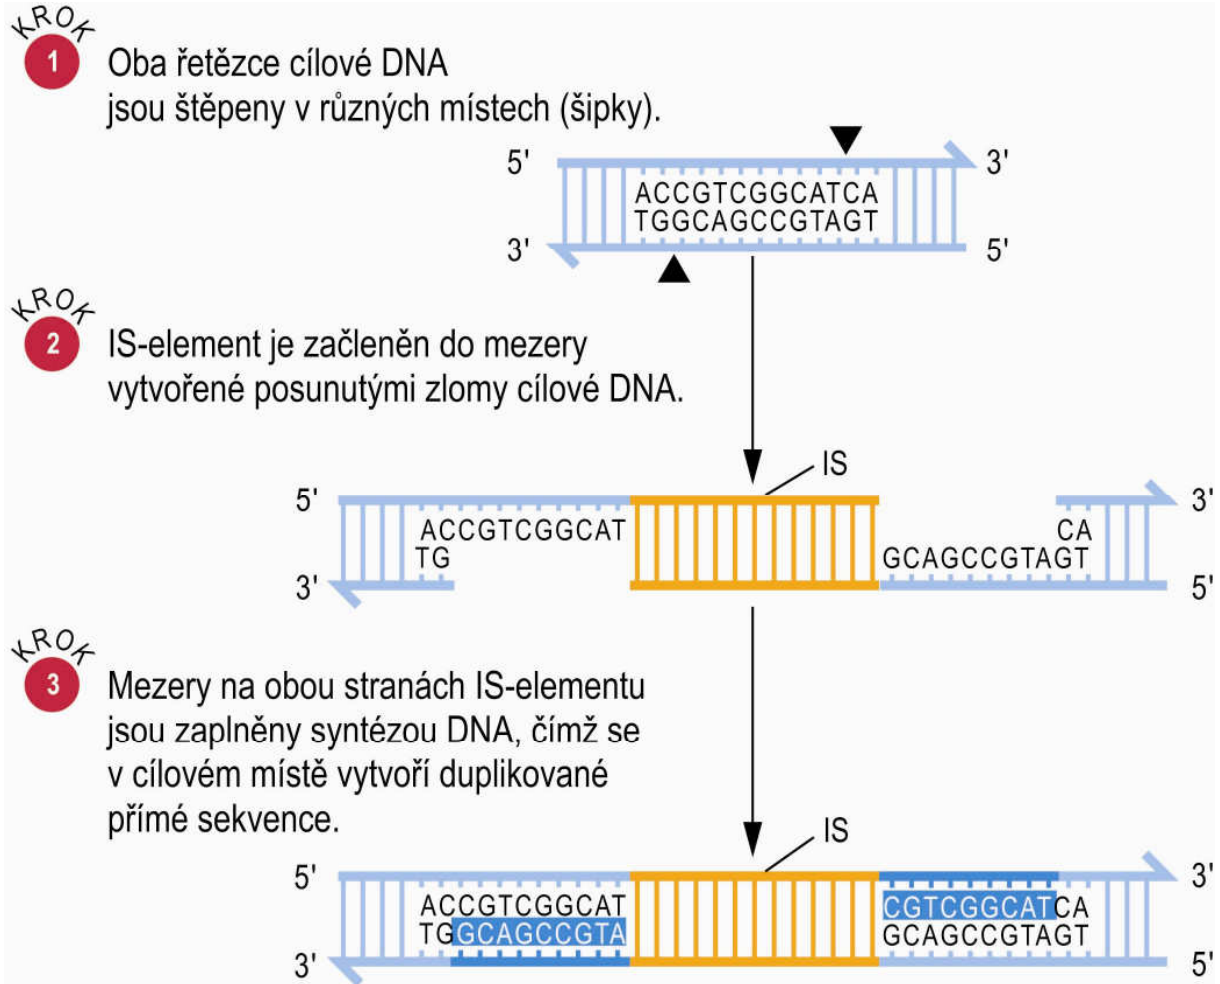 KROK
1
Oba řetězce cílové DNA
jsou štěpeny v různých místech (šipky).
5' 3'
ACCGTCGGCATCA
TGGCAGCCGTAGT
3' 5'
KROK
2
IS-element je začleněn do mezery
vytvořené posunutými zlomy cílové DNA.
IS
5' 3'
ACCGTCGGCAT CA
TG GCAGCCGTAGT
3' 5'
KROK
3
Mezery na obou stranách IS-elementu
jsou zaplněny syntézou DNA, čímž se
v cílovém místě vytvoří duplikované
přímé sekvence.
IS
5' 3'
ACCGTCGGCAT CGTCGGCATCA
TGGCAGCCGTA GCAGCCGTAGT
3' 5'